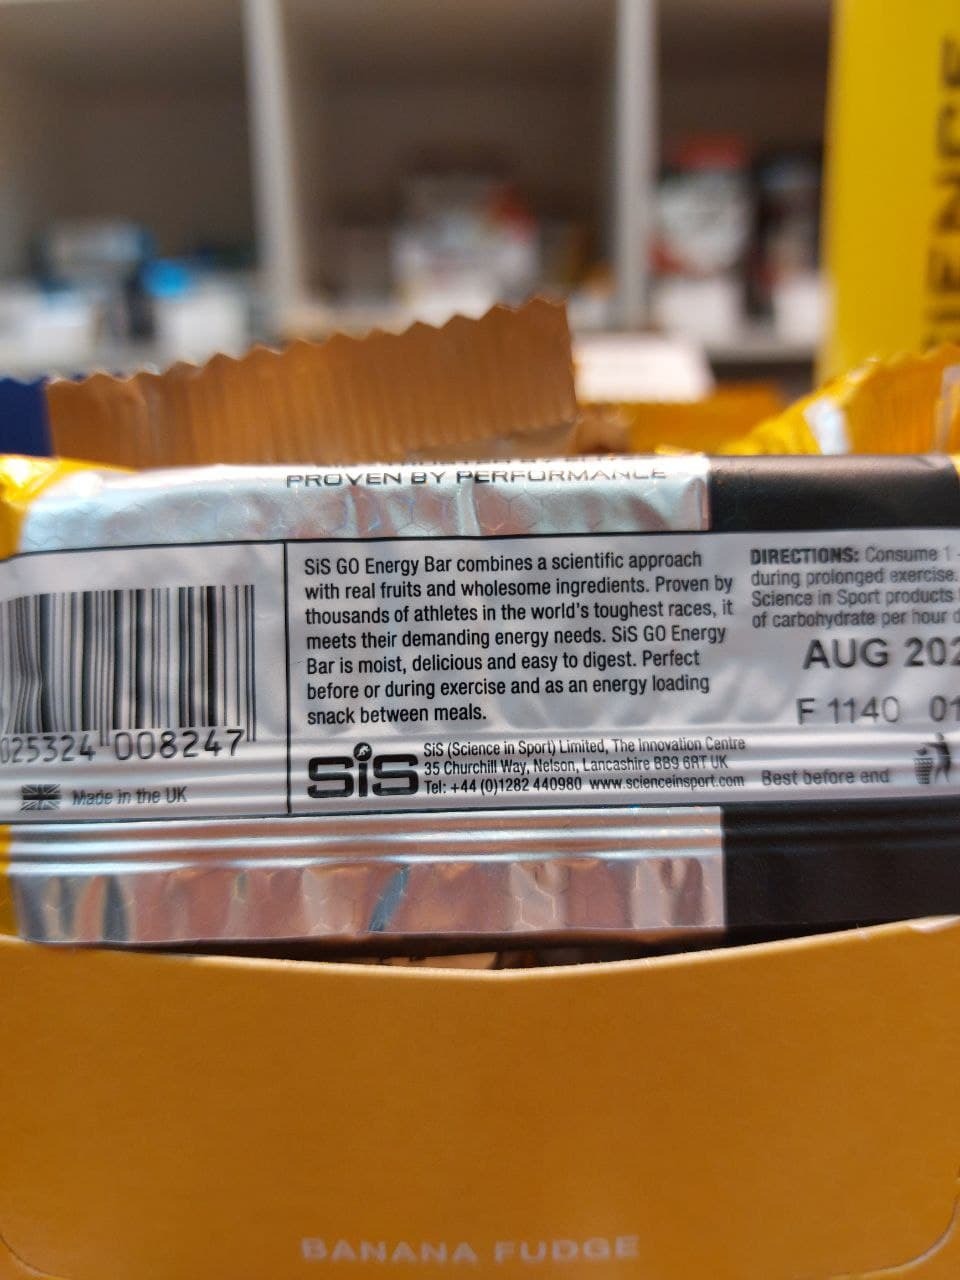 PROVEN BY PERFORMANCE
SiS GO Energy Bar combines a scientific approach
with real fruits and wholesome ingredients. Proven by
thousands of athletes in the world's toughest races, it
meets their demanding energy needs. SiS GO Energy
Bar is moist, delicious and easy to digest. Perfect
before or during exercise and as an energy loading
snack between meals.
SiS
SiS (Science in Sport) Limited, The Innovation Centre
35 Churchill Way, Nelson, Lancashire BB9 6RT UK
Tel: +44 (0)1282 440980 www.scienceinsport.com
025324 008247
Made in the UK
DIRECTIONS: Consume 1
during prolonged exercise.
Science in Sport products
of carbohydrate per hour
AUG 202
F 1140 01
Best before end
BANANA FUDGE